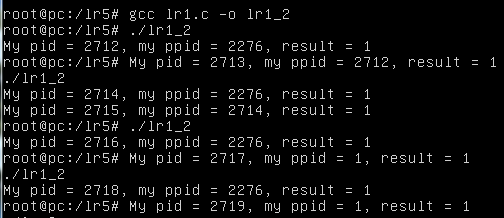 root@pc:/lr5# gcc lr1.c -o lr1_2
root@pc:/lr5# ./lr1_2
My pid = 2712, my ppid = 2276, result = 1
root@pc:/lr5# My pid = 2713, my ppid = 2712, result = 1
./lr1_2
My pid = 2714, my ppid = 2276, result = 1
My pid = 2715, my ppid = 2714, result = 1
root@pc:/lr5# ./lr1_2
My pid = 2716, my ppid = 2276, result = 1
root@pc:/lr5# My pid = 2717, my ppid = 1, result = 1
./lr1_2
My pid = 2718, my ppid = 2276, result = 1
root@pc:/lr5# My pid = 2719, my ppid = 1, result = 1